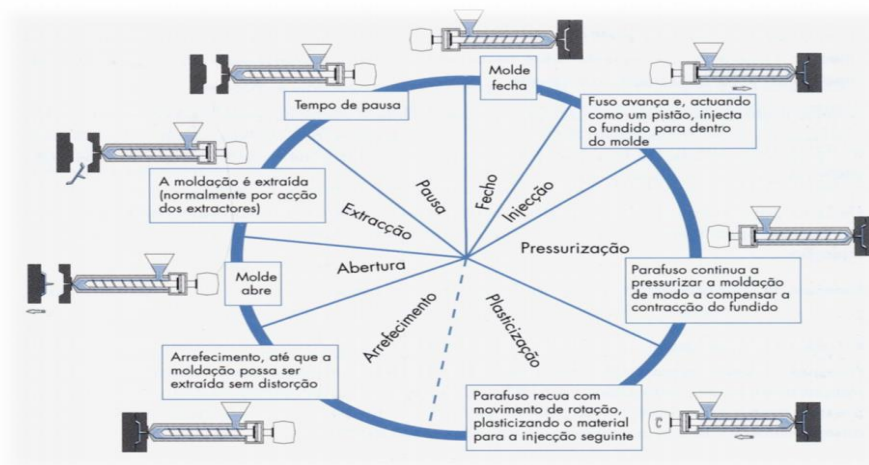 Molde
fecha
Fuso avança e, actuando
como um pistão, injecta
o fundido para dentro
do molde
Parafuso continua a
pressurizar a moldação
de modo a compensar a
contracção do fundido
Parafuso recua com
movimento de rotação,
plasticizando o material
para a injecção seguinte
Arrefecimento, até que a
moldação possa ser
extraída sem distorção
Molde
abre
A moldação é extraída
(normalmente por acção
dos extractores)
Tempo de pausa
Fecho
Injecção
Pressurização
Plasticização
Arrefecimento
Abertura
Extracção
Pausa